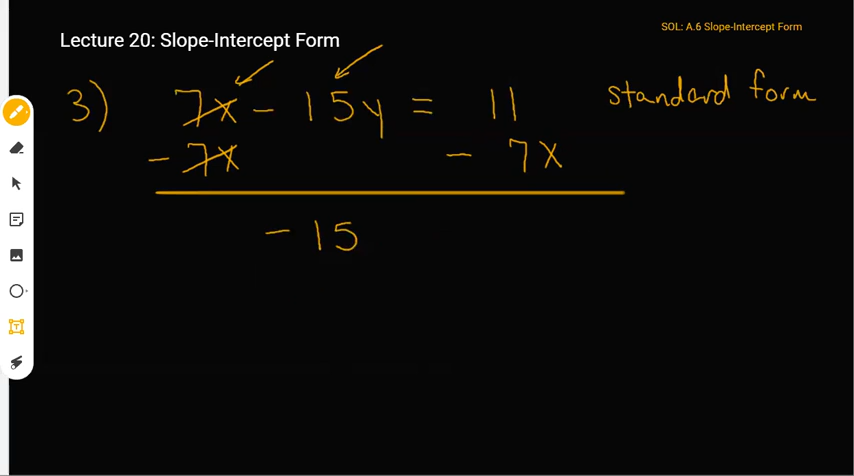 SOL: A.6 Slope-Intercept Form
Lecture 20: Slope-Intercept Form
3) 7x - 15y = 11 standard form
- 7x - 7x
- 15